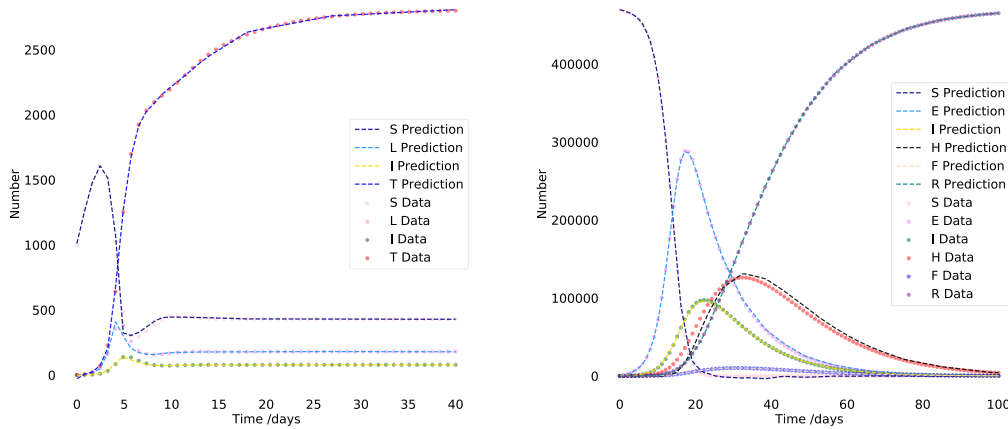 2500
2000
1500
1000
500
0
Number
0 5 10 15 20 25 30 35 40
Time /days
S Prediction
L Prediction
I Prediction
T Prediction
S Data
L Data
I Data
T Data
400000
300000
200000
100000
0
Number
0 20 40 60 80 100
Time /days
S Prediction
E Prediction
I Prediction
H Prediction
F Prediction
R Prediction
S Data
E Data
I Data
H Data
F Data
R Data